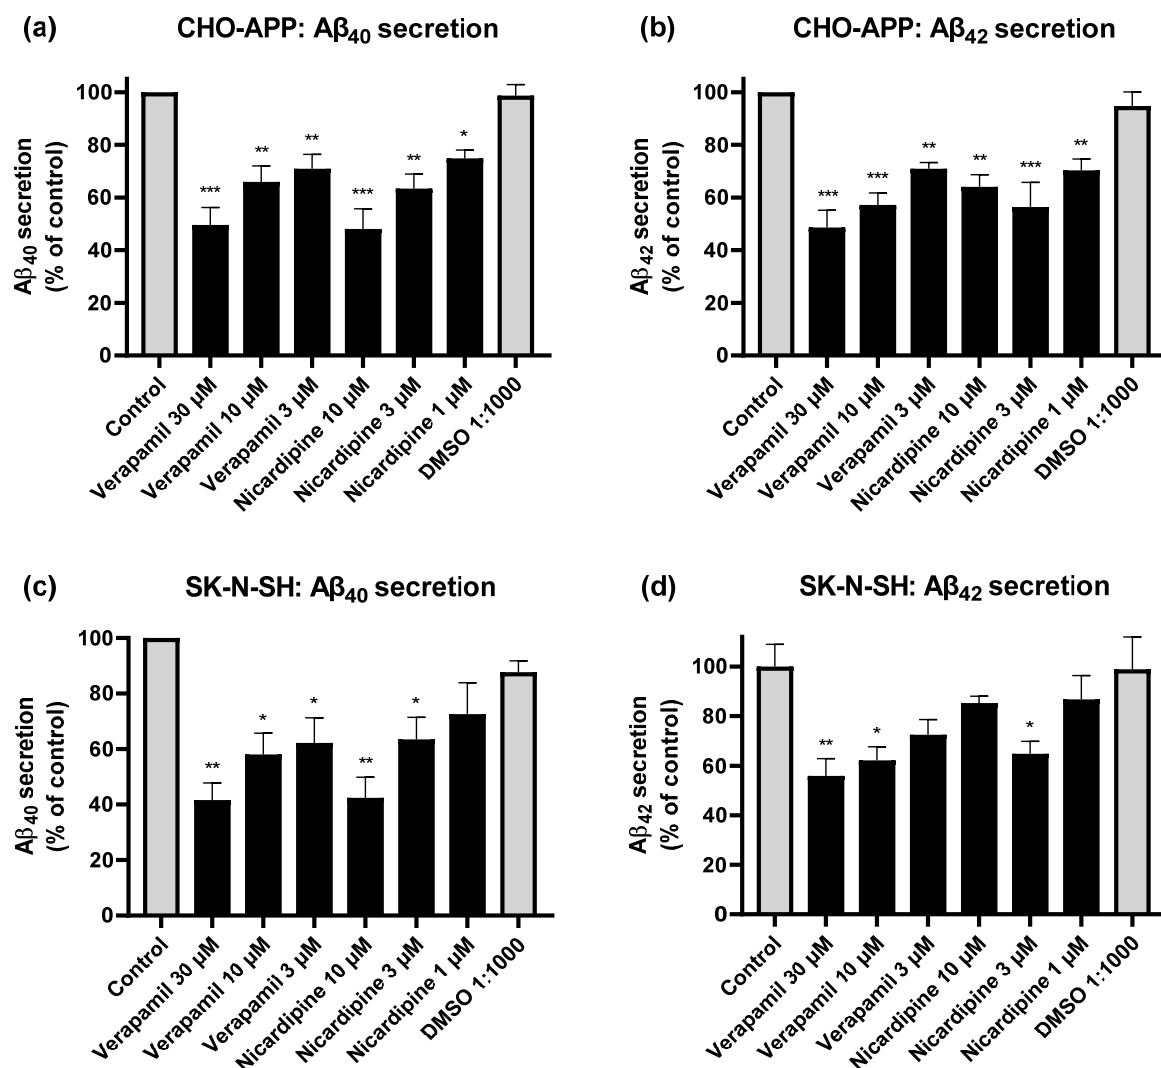 (a) CHO-APP: Aβ40 secretion
Aβ40 secretion
(% of control)
100
80
60
40
20
0
***
**
**
***
**
*
Control
Verapamil 30 µM
Verapamil 10 µM
Verapamil 3 µM
Nicardipine 10 µM
Nicardipine 3 µM
Nicardipine 1 µM
DMSO 1:1000
(b) CHO-APP: Aβ42 secretion
Aβ42 secretion
(% of control)
100
80
60
40
20
0
***
***
**
**
***
**
Control
Verapamil 30 µM
Verapamil 10 µM
Verapamil 3 µM
Nicardipine 10 µM
Nicardipine 3 µM
Nicardipine 1 µM
DMSO 1:1000
(c) SK-N-SH: Aβ40 secretion
Aβ40 secretion
(% of control)
100
80
60
40
20
0
**
*
*
**
*
Control
Verapamil 30 µM
Verapamil 10 µM
Verapamil 3 µM
Nicardipine 10 µM
Nicardipine 3 µM
Nicardipine 1 µM
DMSO 1:1000
(d) SK-N-SH: Aβ42 secretion
Aβ42 secretion
(% of control)
100
80
60
40
20
0
**
*
*
Control
Verapamil 30 µM
Verapamil 10 µM
Verapamil 3 µM
Nicardipine 10 µM
Nicardipine 3 µM
Nicardipine 1 µM
DMSO 1:1000